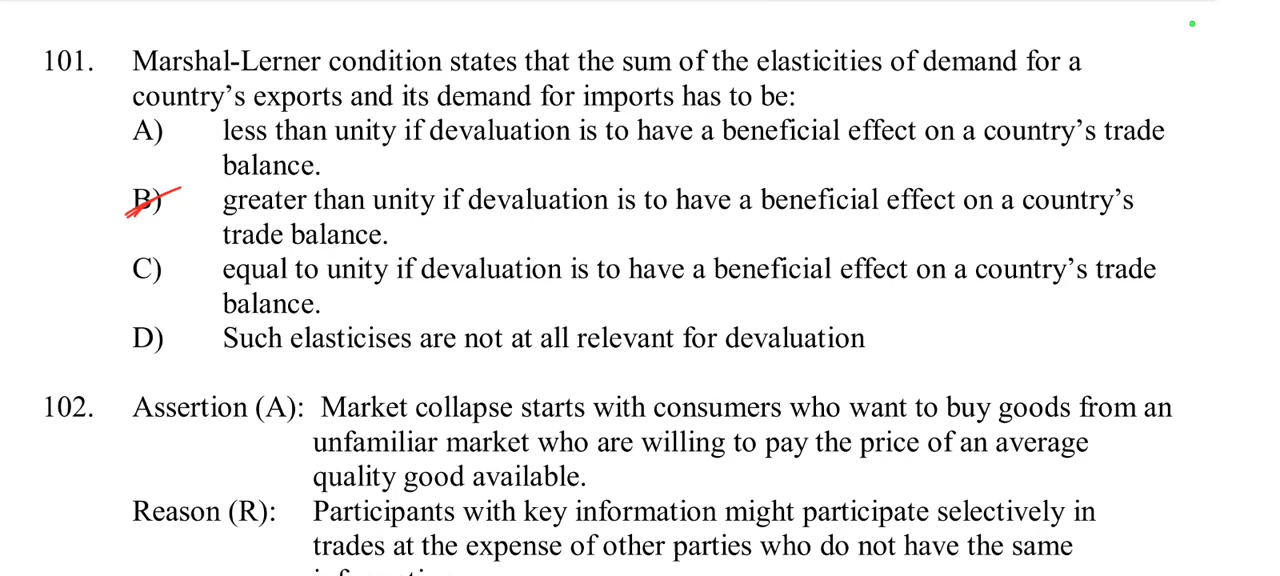 101. Marshal-Lerner condition states that the sum of the elasticities of demand for a
country’s exports and its demand for imports has to be:
A) less than unity if devaluation is to have a beneficial effect on a country’s trade
balance.
B) greater than unity if devaluation is to have a beneficial effect on a country’s
trade balance.
C) equal to unity if devaluation is to have a beneficial effect on a country’s trade
balance.
D) Such elasticises are not at all relevant for devaluation
102. Assertion (A): Market collapse starts with consumers who want to buy goods from an
unfamiliar market who are willing to pay the price of an average
quality good available.
Reason (R): Participants with key information might participate selectively in
trades at the expense of other parties who do not have the same